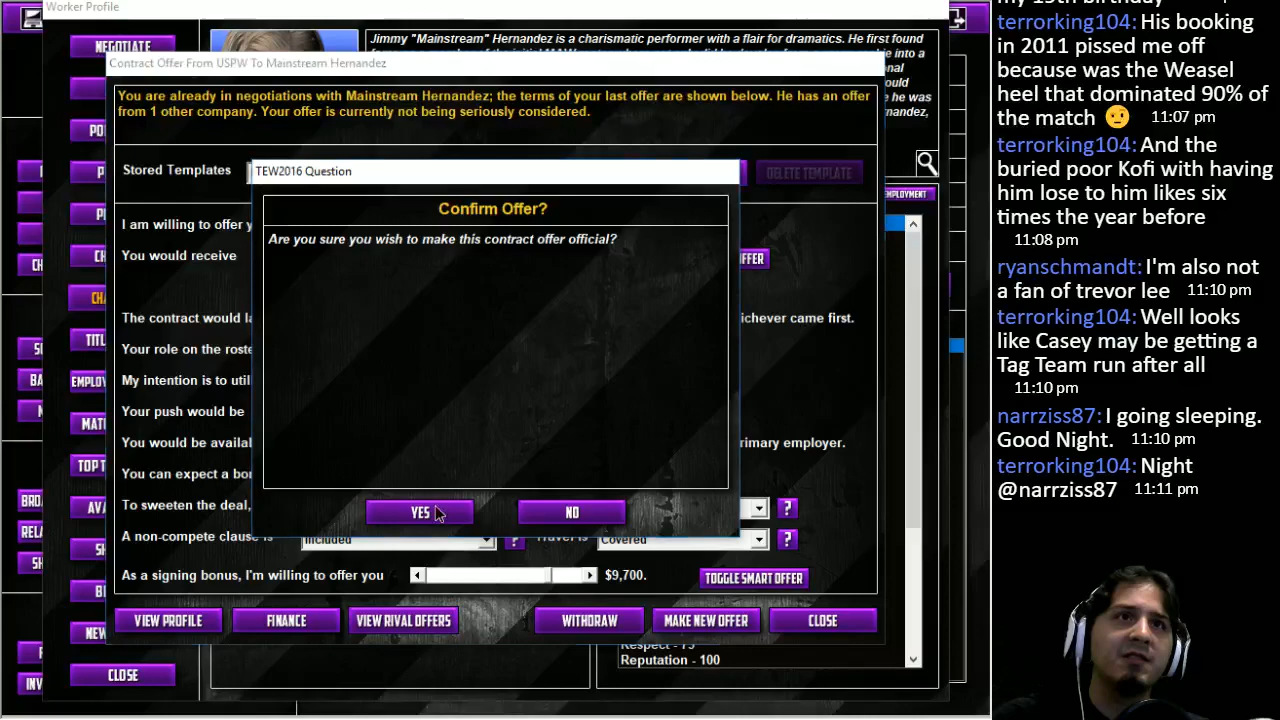 Worker Profile
NEGOTIATE
Jimmy "Mainstream" Hernandez is a charismatic performer with a flair for dramatics. He first found
Contract Offer From USPW To Mainstream Hernandez
You are already in negotiations with Mainstream Hernandez; the terms of your last offer are shown below. He has an offer
from 1 other company. Your offer is currently not being seriously considered.
Stored Templates
DELETE TEMPLATE
TEW2016 Question
Confirm Offer?
Are you sure you wish to make this contract offer official?
YES
NO
I am willing to offer y
You would receive
The contract would la
ichever came first.
Your role on the roste
My intention is to util
Your push would be
You would be availal
rimary employer.
You can expect a bor
To sweeten the deal,
?
A non-compete clause is
Included
?
Travel is
Covered
?
As a signing bonus, I'm willing to offer you
$9,700.
TOGGLE SMART OFFER
VIEW PROFILE
FINANCE
VIEW RIVAL OFFERS
WITHDRAW
MAKE NEW OFFER
CLOSE
CLOSE
Reputation - 100
my 19th birthday
terrorking104: His booking
in 2011 pissed me off
because was the Weasel
heel that dominated 90% of
the match 11:07 pm
terrorking104: And the
buried poor Kofi with having
him lose to him likes six
times the year before
11:08 pm
ryanschmandt: I'm also not
a fan of trevor lee 11:10 pm
terrorking104: Well looks
like Casey may be getting a
Tag Team run after all
11:10 pm
narrziss87: I going sleeping.
Good Night. 11:10 pm
terrorking104: Night
@narrziss87 11:11 pm